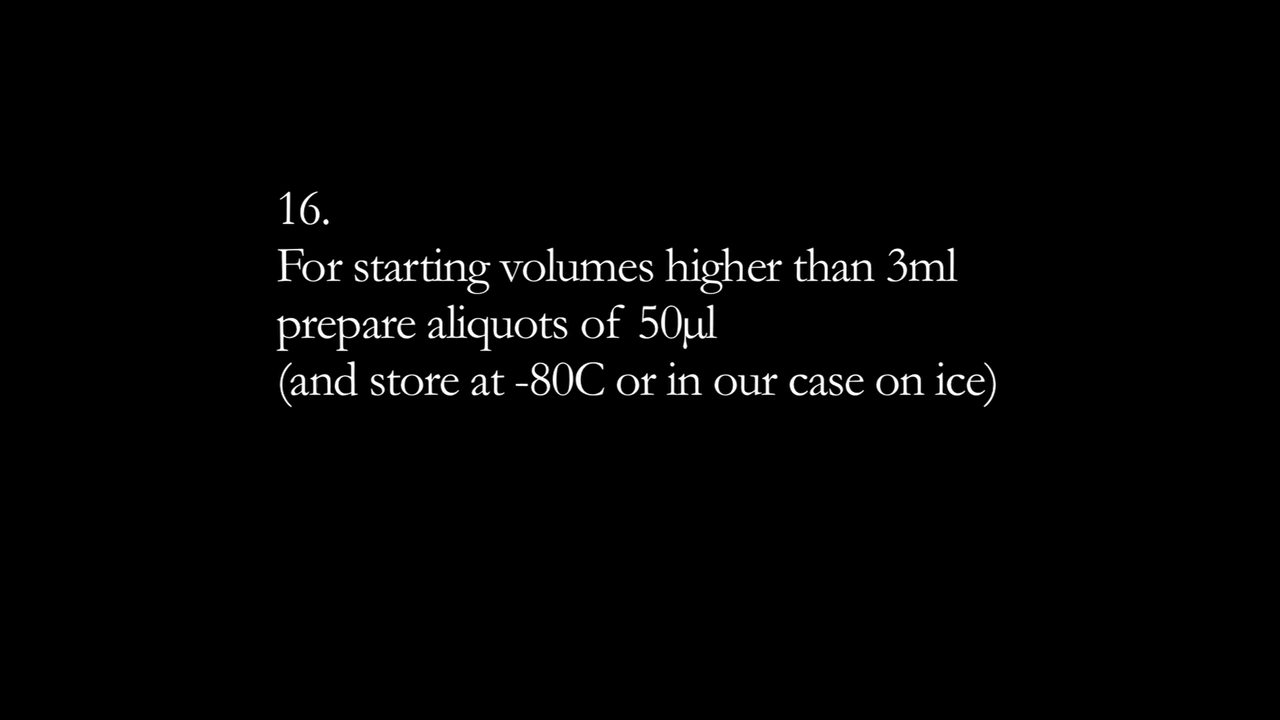 16.
For starting volumes higher than 3ml
prepare aliquots of 50µl
(and store at -80C or in our case on ice)